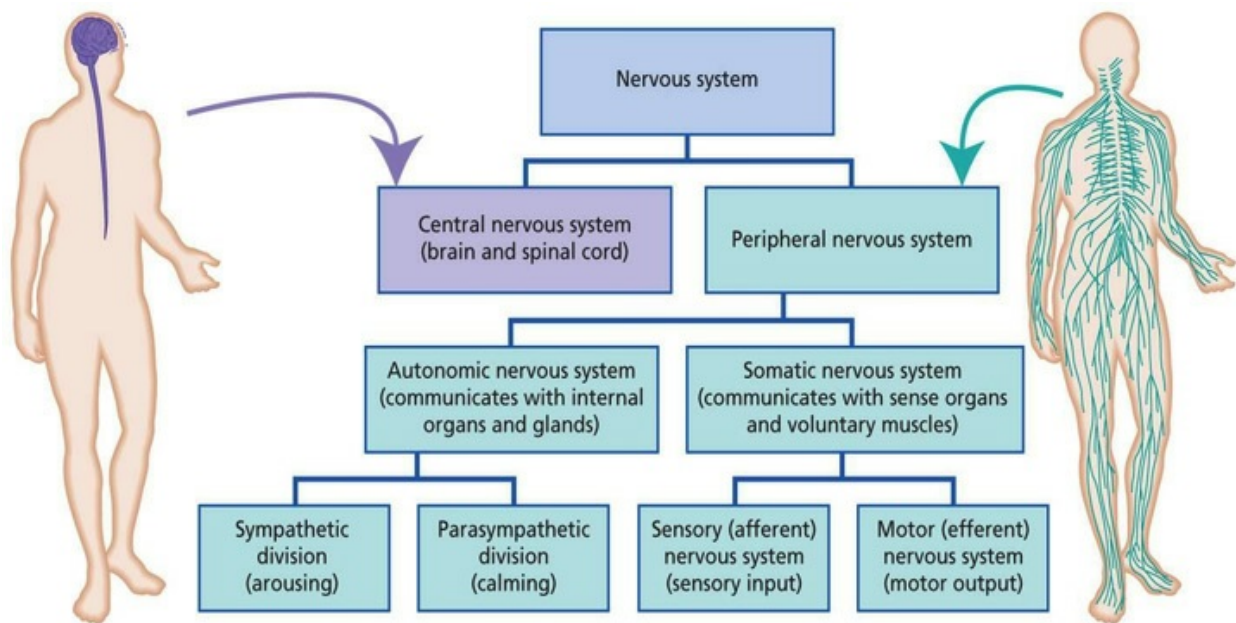 Nervous system
Central nervous system
(brain and spinal cord)
Peripheral nervous system
Autonomic nervous system
(communicates with internal
organs and glands)
Somatic nervous system
(communicates with sense organs
and voluntary muscles)
Sympathetic
division
(arousing)
Parasympathetic
division
(calming)
Sensory (afferent)
nervous system
(sensory input)
Motor (efferent)
nervous system
(motor output)